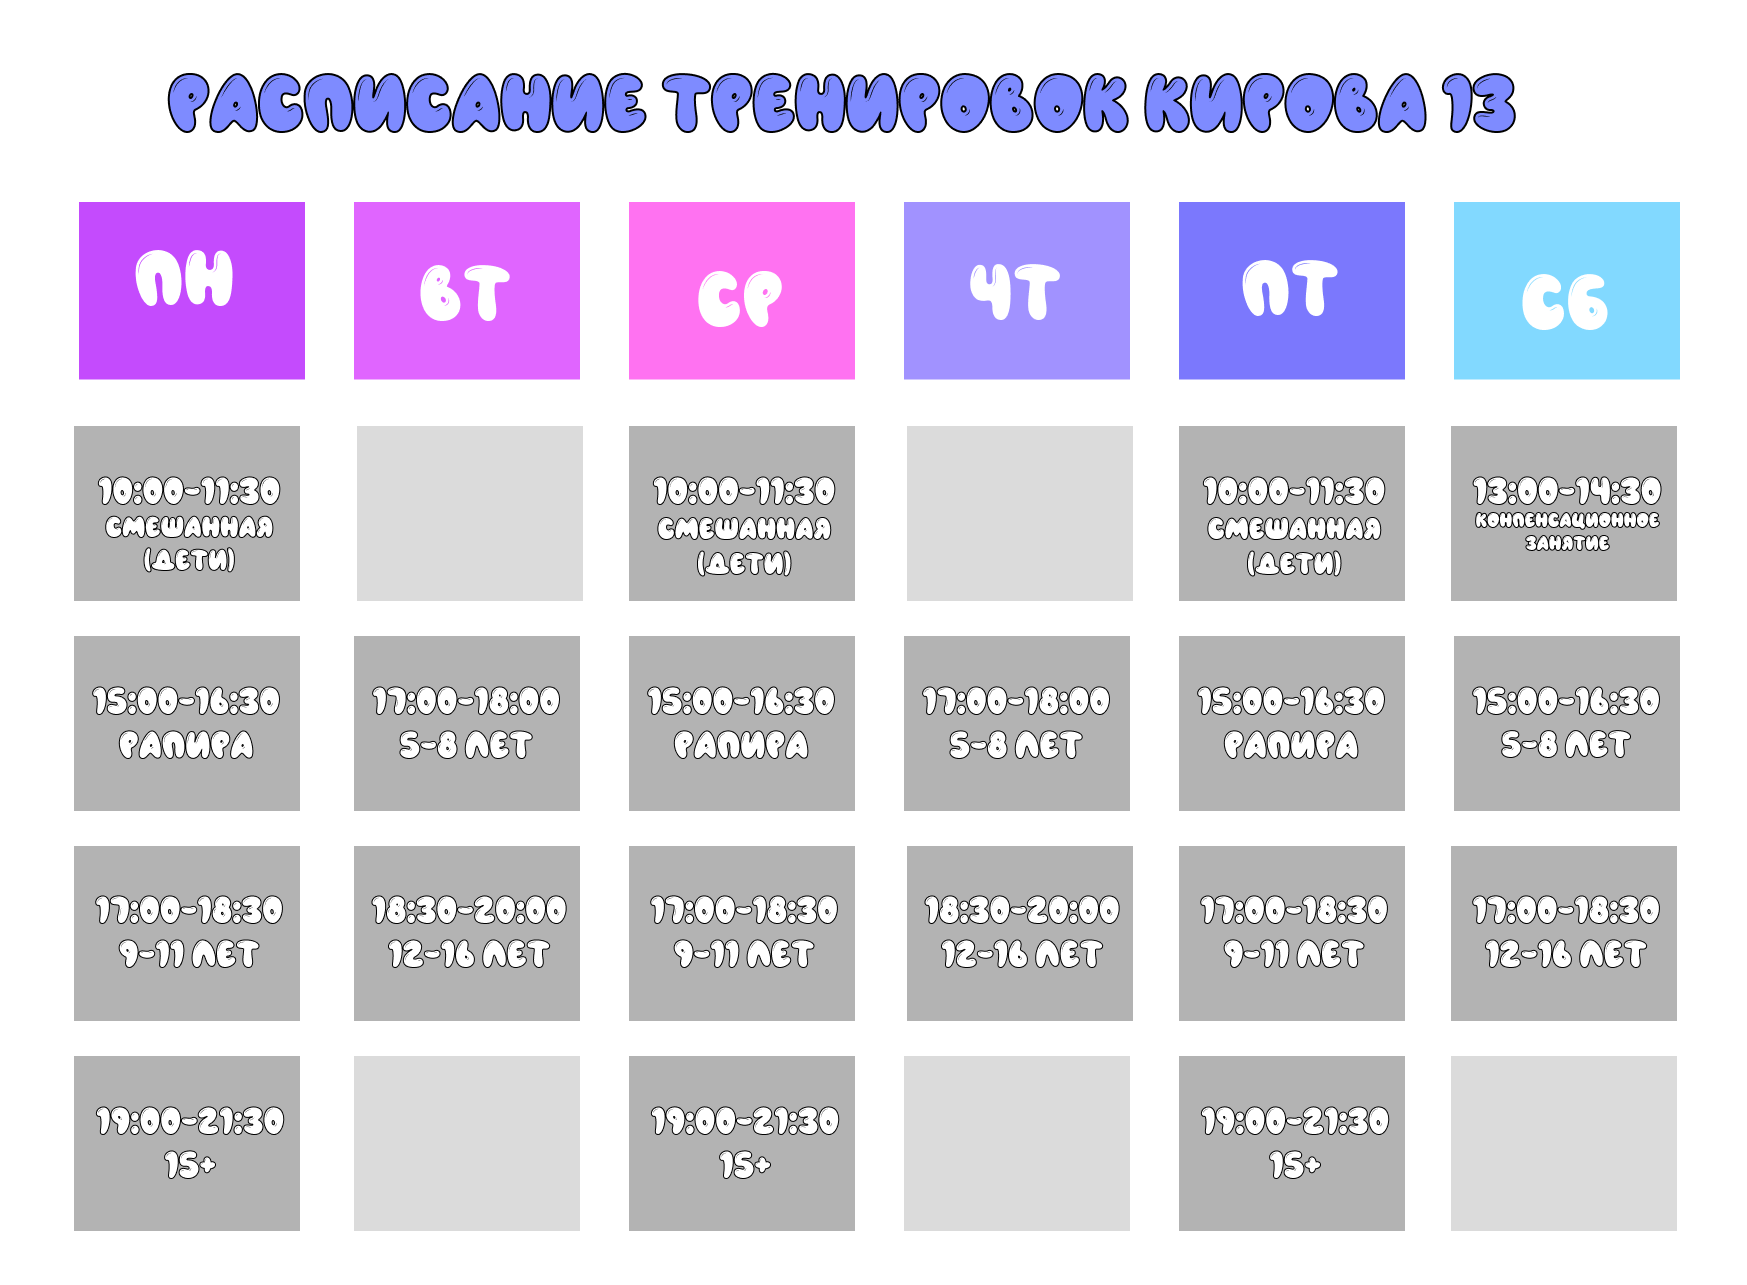 РАСПИСАНИЕ ТРЕНИРОВОК КИРОВА 13
ПН
ВТ
СР
ЧТ
ПТ
СБ
10:00-11:30
СМЕШАННАЯ
(ДЕТИ)
10:00-11:30
СМЕШАННАЯ
(ДЕТИ)
10:00-11:30
СМЕШАННАЯ
(ДЕТИ)
13:00-14:30
КОНПЕНСАЦИОННОЕ
ЗАНЯТИЕ
15:00-16:30
РАПИРА
17:00-18:00
5-8 ЛЕТ
15:00-16:30
РАПИРА
17:00-18:00
5-8 ЛЕТ
15:00-16:30
РАПИРА
15:00-16:30
5-8 ЛЕТ
17:00-18:30
9-11 ЛЕТ
18:30-20:00
12-16 ЛЕТ
17:00-18:30
9-11 ЛЕТ
18:30-20:00
12-16 ЛЕТ
17:00-18:30
9-11 ЛЕТ
17:00-18:30
12-16 ЛЕТ
19:00-21:30
15+
19:00-21:30
15+
19:00-21:30
15+